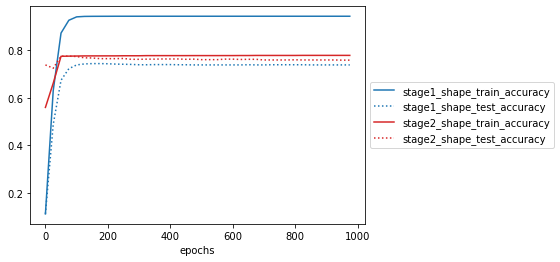 0.8
0.6
0.4
0.2
0 200 400 600 800 1000
epochs
stage1_shape_train_accuracy
stage1_shape_test_accuracy
stage2_shape_train_accuracy
stage2_shape_test_accuracy